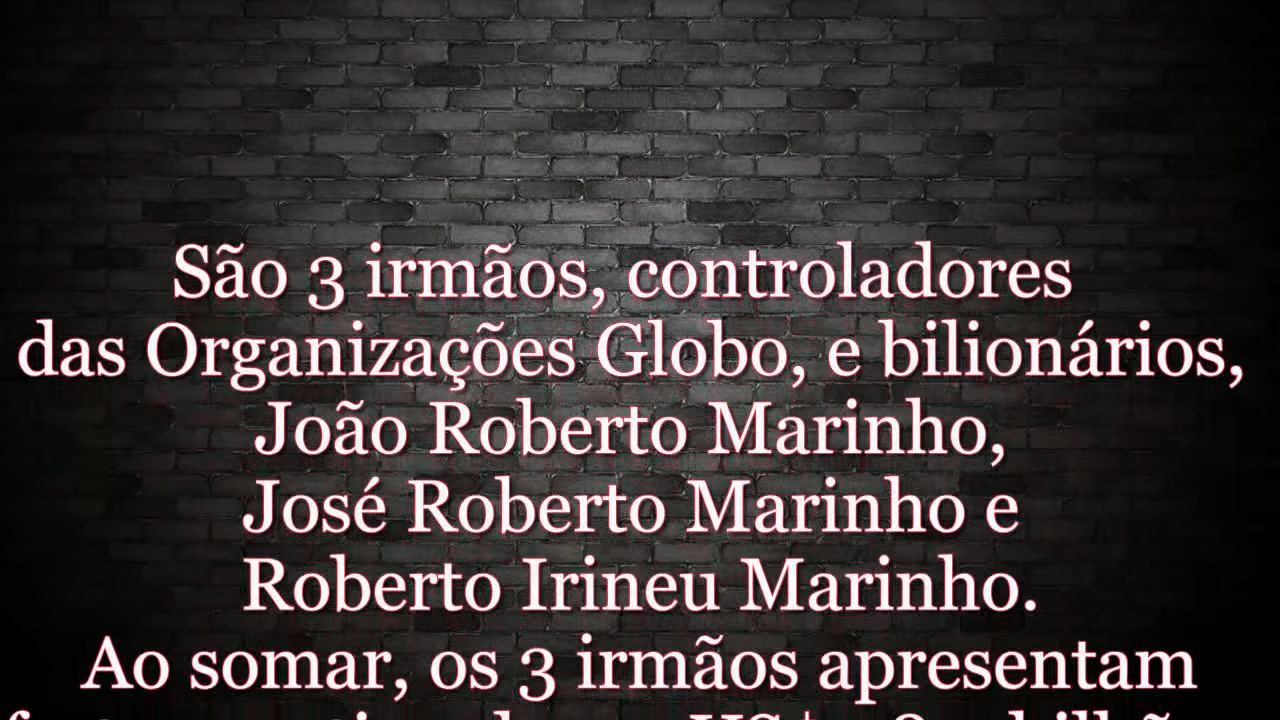 São 3 irmãos, controladores
das Organizações Globo, e bilionários,
João Roberto Marinho,
José Roberto Marinho e
Roberto Irineu Marinho.
Ao somar, os 3 irmãos apresentam